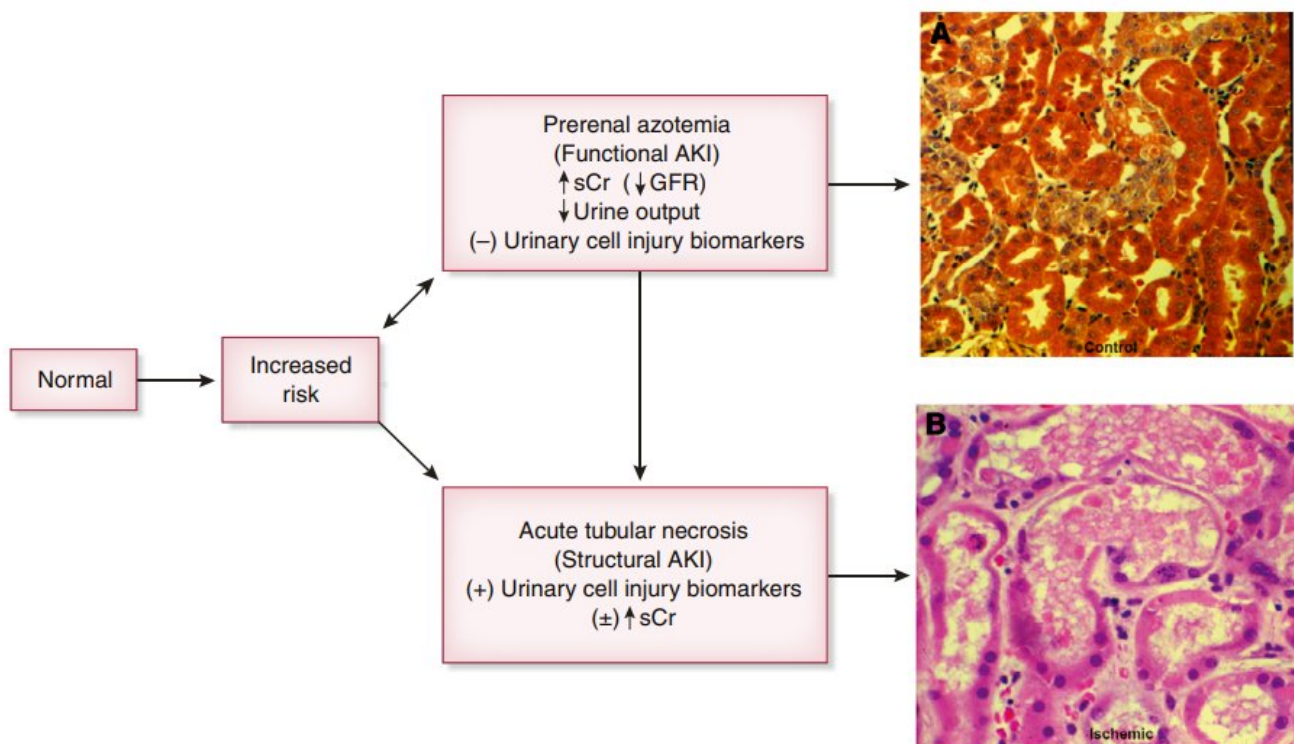 A
Prerenal azotemia
(Functional AKI)
↑sCr (↓GFR)
↓Urine output
(–) Urinary cell injury biomarkers
Control
Normal
Increased
risk
B
Acute tubular necrosis
(Structural AKI)
(+) Urinary cell injury biomarkers
(±)↑sCr
Ischemic